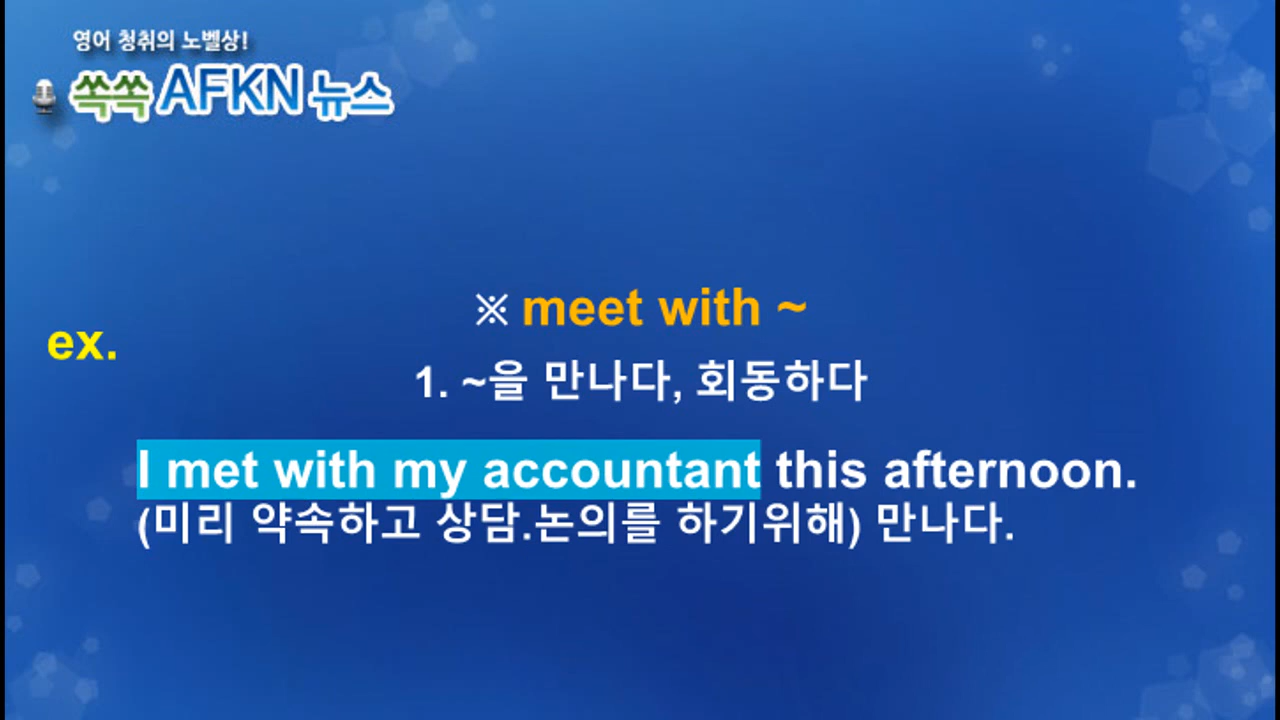 영어 청취의 노벨상!
쏙쏙 AFKN 뉴스
※ meet with ~
ex.
1. ~을 만나다, 회동하다
I met with my accountant this afternoon.
(미리 약속하고 상담.논의를 하기위해) 만나다.